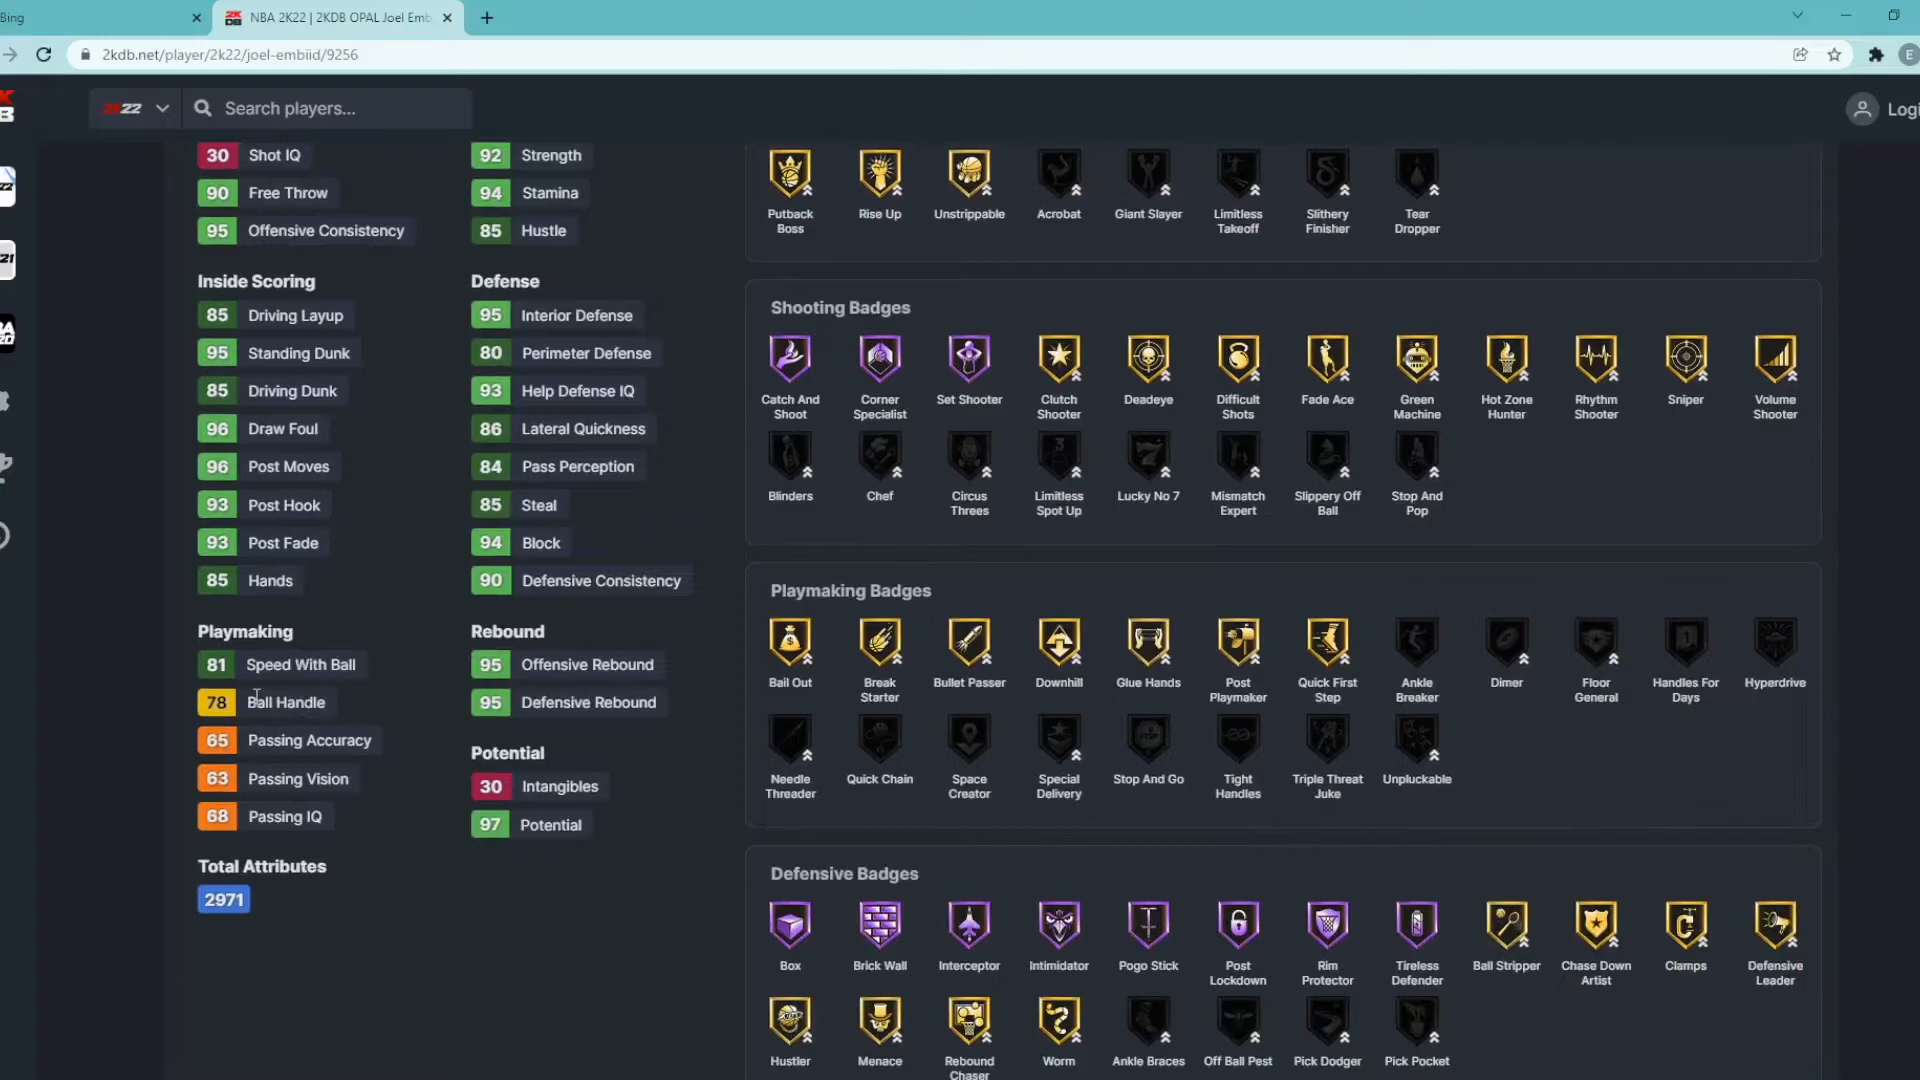 Bing
NBA 2K22 | 2KDB OPAL Joel Emb
2kdb.net/player/2k22/joel-embiid/9256
E
2K22
Search players...
Logi
30 Shot IQ
90 Free Throw
95 Offensive Consistency
92 Strength
94 Stamina
85 Hustle
Inside Scoring
85 Driving Layup
95 Standing Dunk
85 Driving Dunk
96 Draw Foul
96 Post Moves
93 Post Hook
93 Post Fade
85 Hands
Defense
95 Interior Defense
80 Perimeter Defense
93 Help Defense IQ
86 Lateral Quickness
84 Pass Perception
85 Steal
94 Block
90 Defensive Consistency
Playmaking
81 Speed With Ball
78 Ball Handle
65 Passing Accuracy
63 Passing Vision
68 Passing IQ
Rebound
95 Offensive Rebound
95 Defensive Rebound
Potential
30 Intangibles
97 Potential
Total Attributes
2971
Putback Boss
Rise Up
Unstrippable
Acrobat
Giant Slayer
Limitless Takeoff
Slithery Finisher
Tear Dropper
Shooting Badges
Catch And Shoot
Corner Specialist
Set Shooter
Clutch Shooter
Deadeye
Difficult Shots
Fade Ace
Green Machine
Hot Zone Hunter
Rhythm Shooter
Sniper
Volume Shooter
Blinders
Chef
Circus Threes
Limitless Spot Up
Lucky No 7
Mismatch Expert
Slippery Off Ball
Stop And Pop
Playmaking Badges
Bail Out
Break Starter
Bullet Passer
Downhill
Glue Hands
Post Playmaker
Quick First Step
Ankle Breaker
Dimer
Floor General
Handles For Days
Hyperdrive
Needle Threader
Quick Chain
Space Creator
Special Delivery
Stop And Go
Tight Handles
Triple Threat Juke
Unpluckable
Defensive Badges
Box
Brick Wall
Interceptor
Intimidator
Pogo Stick
Post Lockdown
Rim Protector
Tireless Defender
Ball Stripper
Chase Down Artist
Clamps
Defensive Leader
Hustler
Menace
Rebound Chaser
Worm
Ankle Braces
Off Ball Pest
Pick Dodger
Pick Pocket